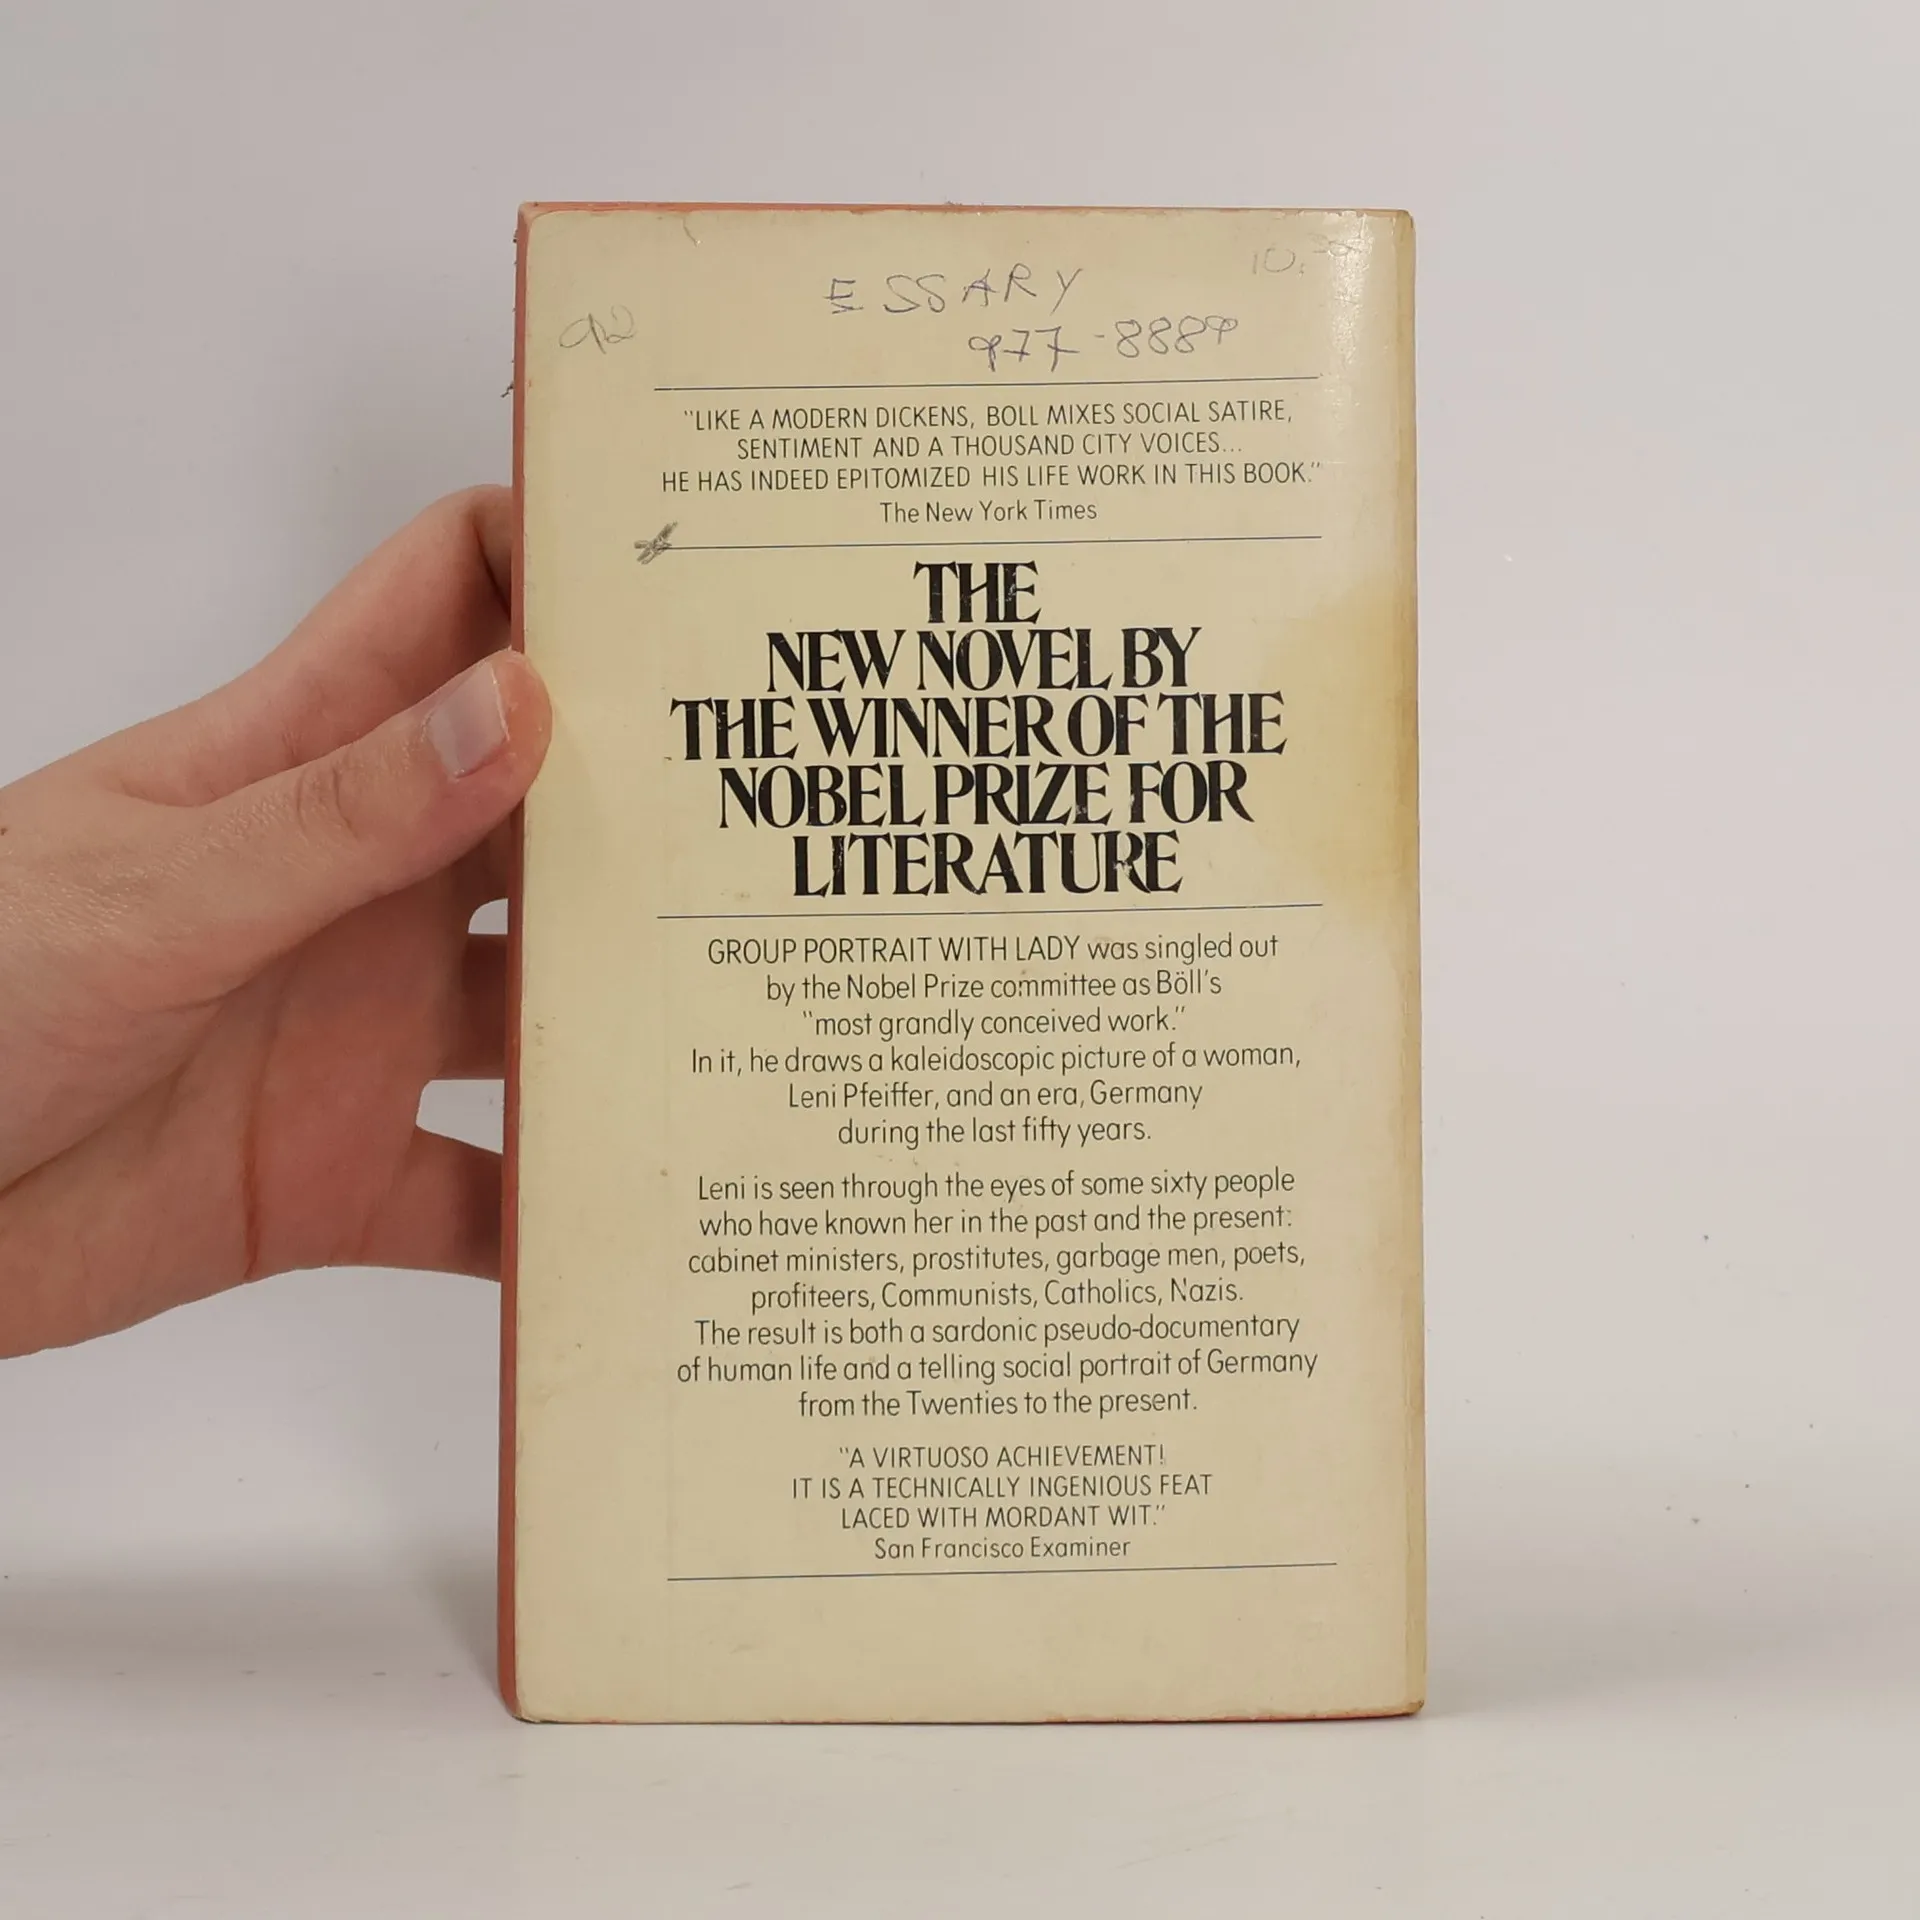 10.
ESSARY
92
977-8889
"LIKE A MODERN DICKENS, BOLL MIXES SOCIAL SATIRE,
SENTIMENT AND A THOUSAND CITY VOICES...
HE HAS INDEED EPITOMIZED HIS LIFE WORK IN THIS BOOK."
The New York Times
THE
NEW NOVEL BY
THE WINNER OF THE
NOBEL PRIZE FOR
LITERATURE
GROUP PORTRAIT WITH LADY was singled out
by the Nobel Prize committee as Böll's
"most grandly conceived work."
In it, he draws a kaleidoscopic picture of a woman,
Leni Pfeiffer, and an era, Germany
during the last fifty years.
Leni is seen through the eyes of some sixty people
who have known her in the past and the present:
cabinet ministers, prostitutes, garbage men, poets,
profiteers, Communists, Catholics, Nazis.
The result is both a sardonic pseudo-documentary
of human life and a telling social portrait of Germany
from the Twenties to the present.
"A VIRTUOSO ACHIEVEMENT!
IT IS A TECHNICALLY INGENIOUS FEAT
LACED WITH MORDANT WIT."
San Francisco Examiner